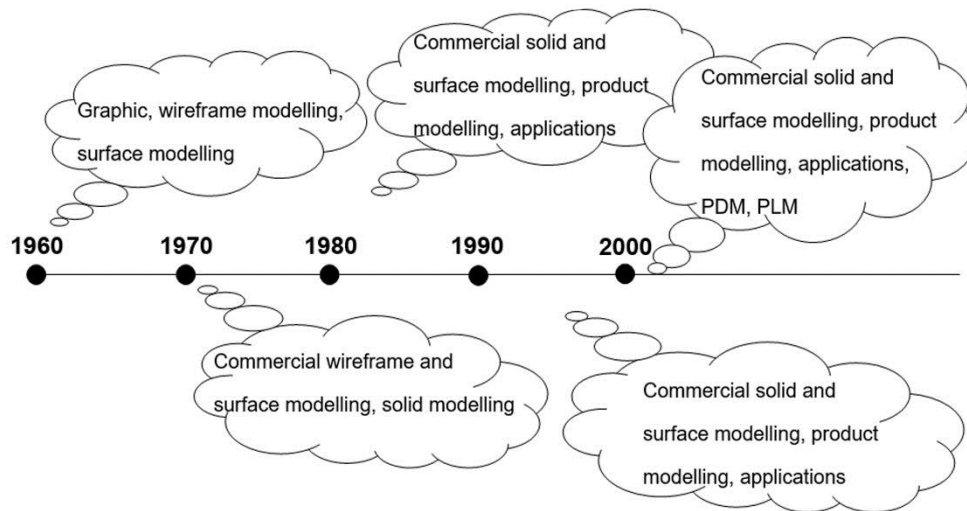 Graphic, wireframe modelling,
surface modelling
Commercial solid and
surface modelling, product
modelling, applications
Commercial solid and
surface modelling, product
modelling, applications,
PDM, PLM
1960
1970
1980
1990
2000
Commercial wireframe and
surface modelling, solid modelling
Commercial solid and
surface modelling, product
modelling, applications